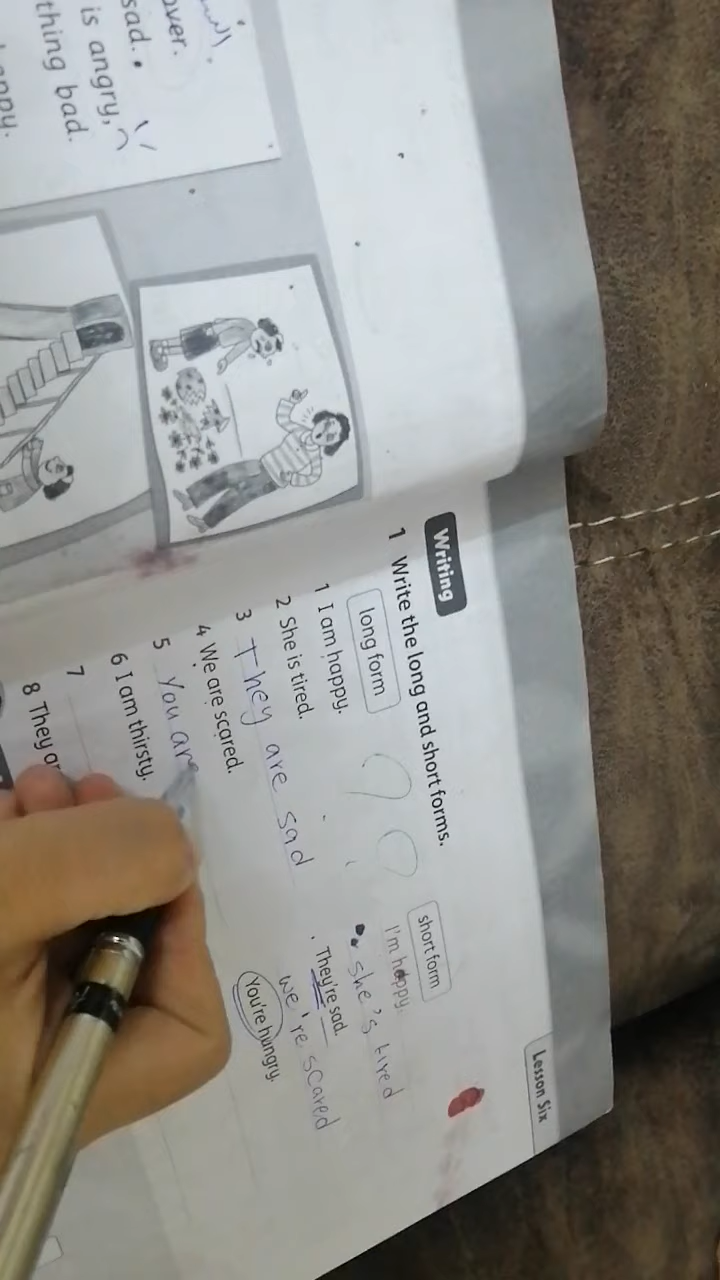 over.
sad.
is angry,
thing bad.
Lesson Six
Writing
1 Write the long and short forms.
long form
short form
1 I am happy.
I'm happy.
2 She is tired.
she's tired
3 They are sad
They're sad.
4 We are scared.
we're scared
5 You are
You're hungry.
6 I am thirsty.
7
8 They